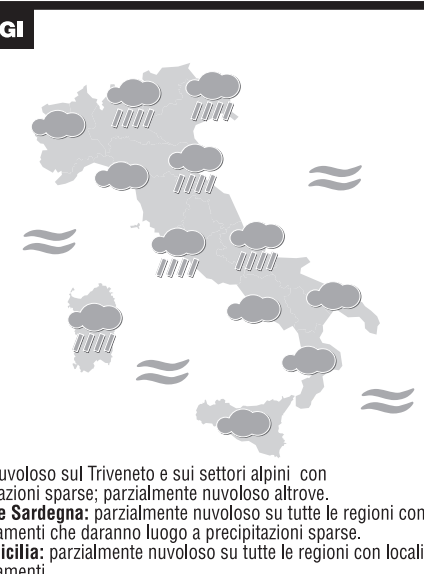 GI
uvoloso sul Triveneto e sui settori alpini con
azioni sparse; parzialmente nuvoloso altrove.
e Sardegna: parzialmente nuvoloso su tutte le regioni con
amenti che daranno luogo a precipitazioni sparse.
icilia: parzialmente nuvoloso su tutte le regioni con locali
amenti